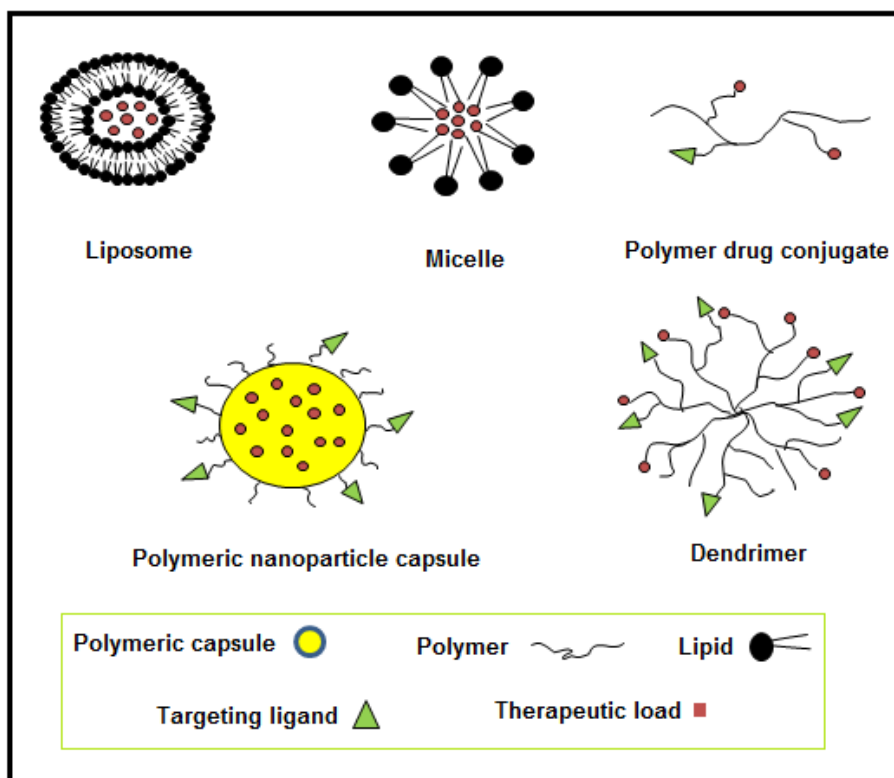 Liposome
Micelle
Polymer drug conjugate
Polymeric nanoparticle capsule
Dendrimer
Polymeric capsule
Polymer
Lipid
Targeting ligand
Therapeutic load